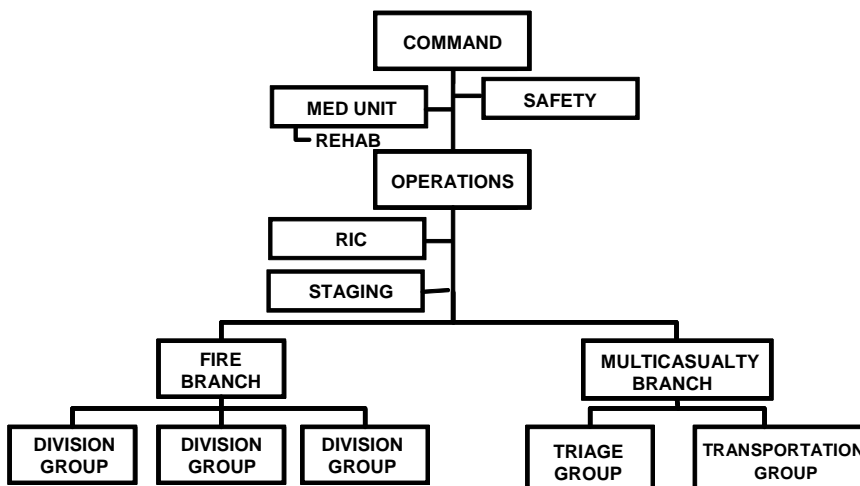 COMMAND
SAFETY
MED UNIT
REHAB
OPERATIONS
RIC
STAGING
FIRE
BRANCH
MULTICASUALTY
BRANCH
DIVISION
GROUP
DIVISION
GROUP
DIVISION
GROUP
TRIAGE
GROUP
TRANSPORTATION
GROUP